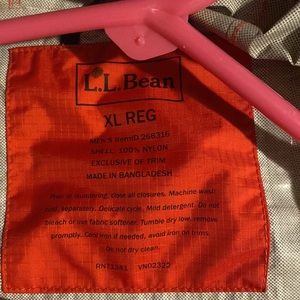 L.L.Bean
XL REG
MEN'S ItemID 268316
SHELL: 100% NYLON
EXCLUSIVE OF TRIM
MADE IN BANGLADESH
Prior to laundering, close all closures. Machine wash
cold, separately. Delicate cycle. Mild detergent. Do not
bleach or use fabric softener. Tumble dry low, remove
promptly. Cool iron if needed, avoid iron on trims.
Do not dry clean.
RN71341 VN02325